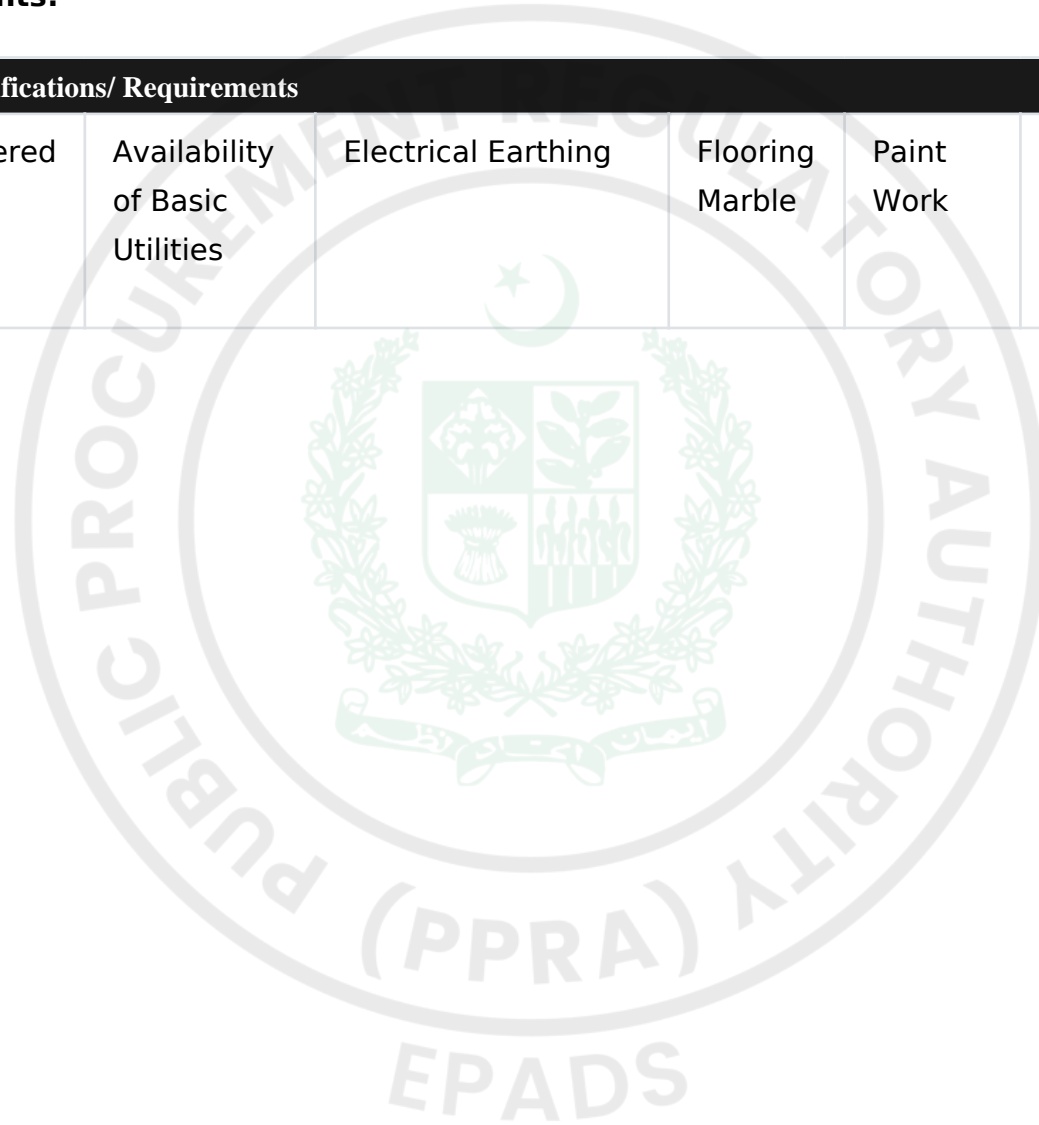 nts:
fications/ Requirements
ered
Availability
of Basic
Utilities
Electrical Earthing
Flooring
Marble
Paint
Work
PUBLIC PROCUREMENT REGULATORY AUTHORITY
(PPRA)
EPADS